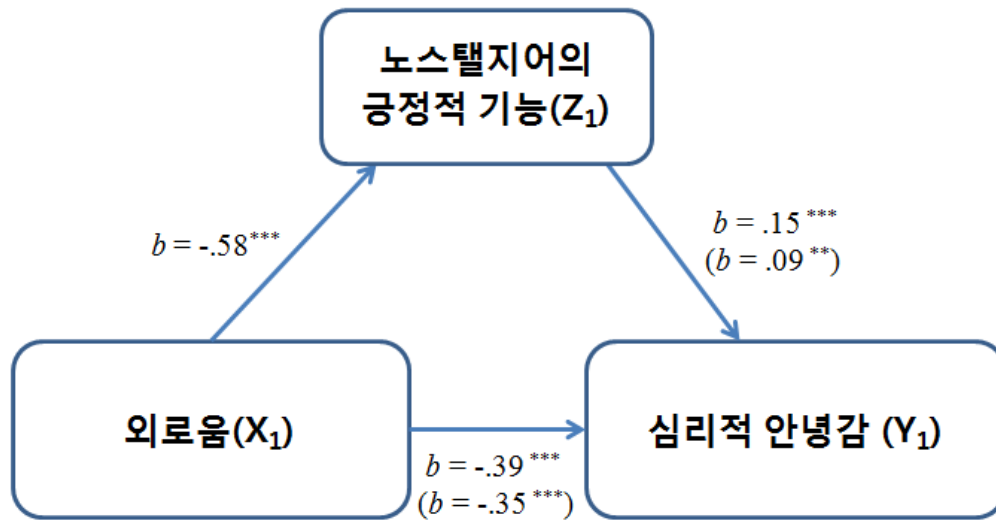 노스탤지어의
긍정적 기능(Z₁)
b = -.58***
b = .15 ***
(b = .09 **)
외로움(X₁)
b = -.39 ***
(b = -.35 ***)
심리적 안녕감 (Y₁)